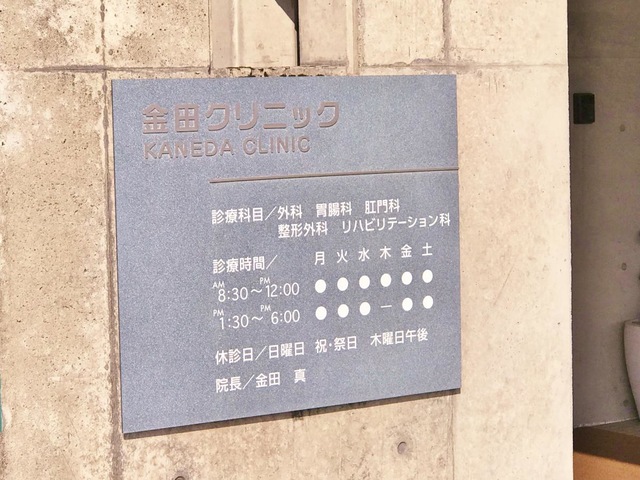 金田クリニック
KANEDA CLINIC
診療科目／外科 胃腸科 肛門科
整形外科 リハビリテーション科
診療時間／ 月 火 水 木 金 土
AM 8:30〜PM 12:00 ● ● ● ● ● ●
PM 1:30〜PM 6:00 ● ● ● — ● ●
休診日／日曜日 祝・祭日 木曜日午後
院長／金田 真